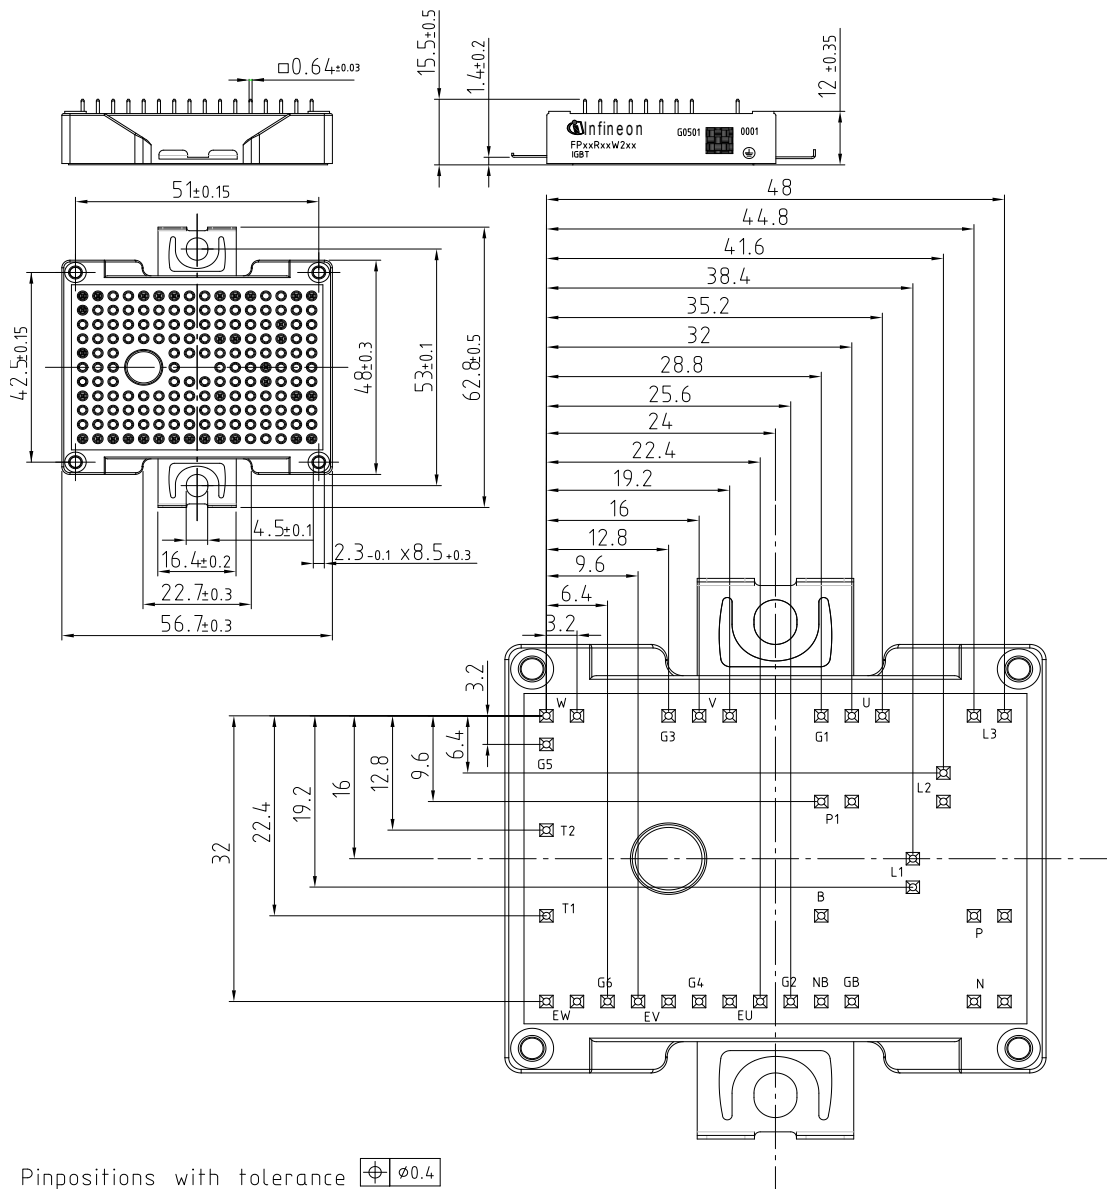 □0.64±0.03
15.5±0.5
1.4±0.2
12 ±0.35
Infineon
FPxxRxxW2xx
IGBT
G0501
0001
51±0.15
42.5±0.15
48±0.3
53±0.1
62.8±0.5
4.5±0.1
16.4±0.2
2.3-0.1 x8.5+0.3
22.7±0.3
56.7±0.3
48
44.8
41.6
38.4
35.2
32
28.8
25.6
24
22.4
19.2
16
12.8
9.6
6.4
3.2
3.2
6.4
9.6
12.8
16
19.2
22.4
32
W
G3
V
G1
U
L3
G5
L2
P1
T2
L1
T1
B
P
G6
G4
G2
NB
GB
N
EW
EV
EU
Pinpositions with tolerance ⌖ ⌀0.4